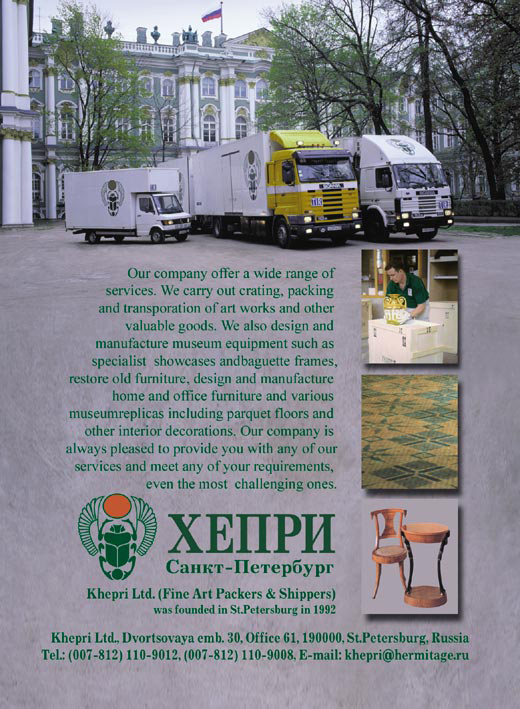 SCANIA
113
Our company offer a wide range of
services. We carry out crating, packing
and transporation of art works and other
valuable goods. We also design and
manufacture museum equipment such as
specialist showcases andbaguette frames,
restore old furniture, design and manufacture
home and office furniture and various
museumreplicas including parquet floors and
other interior decorations. Our company is
always pleased to provide you with any of our
services and meet any of your requirements,
even the most challenging ones.
ХЕПРИ
Санкт-Петербург
Khepri Ltd. (Fine Art Packers & Shippers)
was founded in St.Petersburg in 1992
Khepri Ltd., Dvortsovaya emb. 30, Office 61, 190000, St.Petersburg, Russia
Tel.: (007-812) 110-9012, (007-812) 110-9008, E-mail: khepri@hermitage.ru